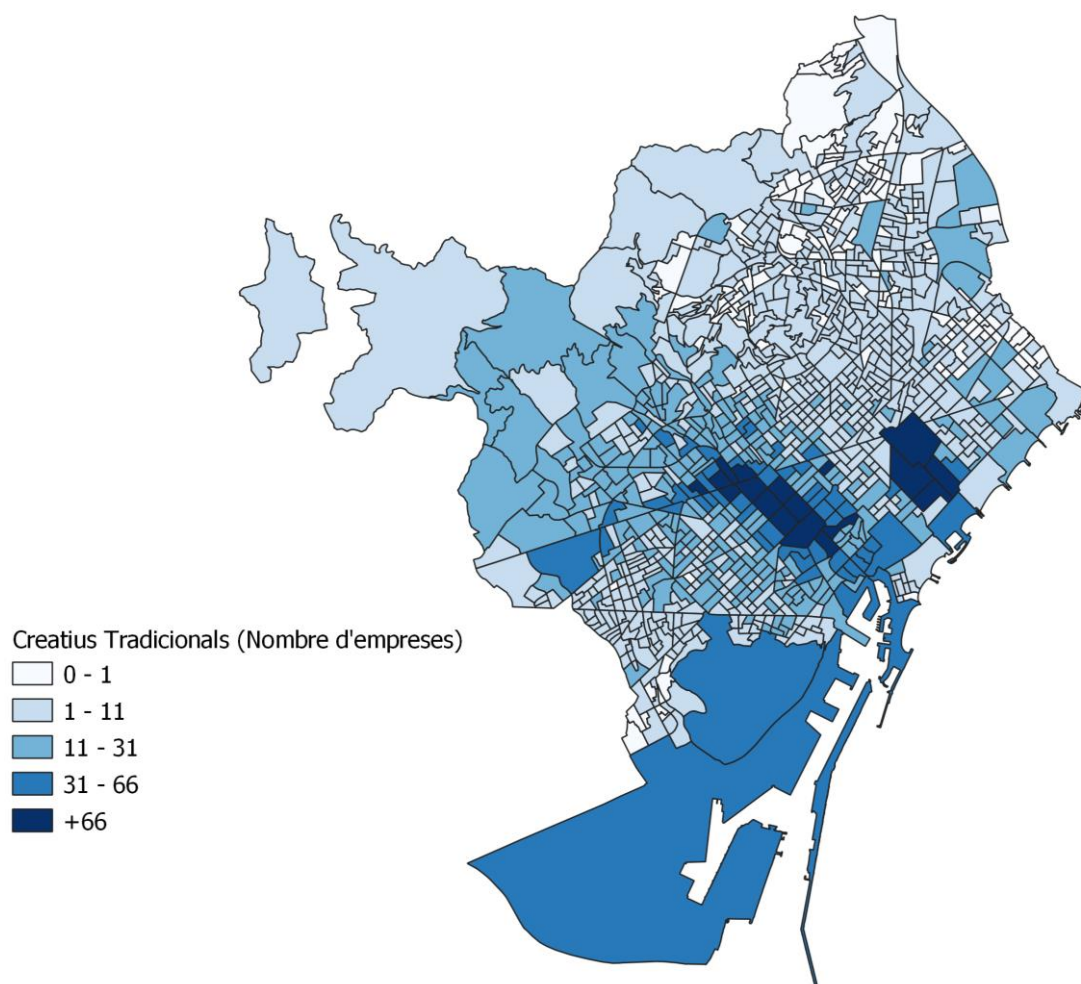 Creatius Tradicionals (Nombre d'empreses)
0 - 1
1 - 11
11 - 31
31 - 66
+66